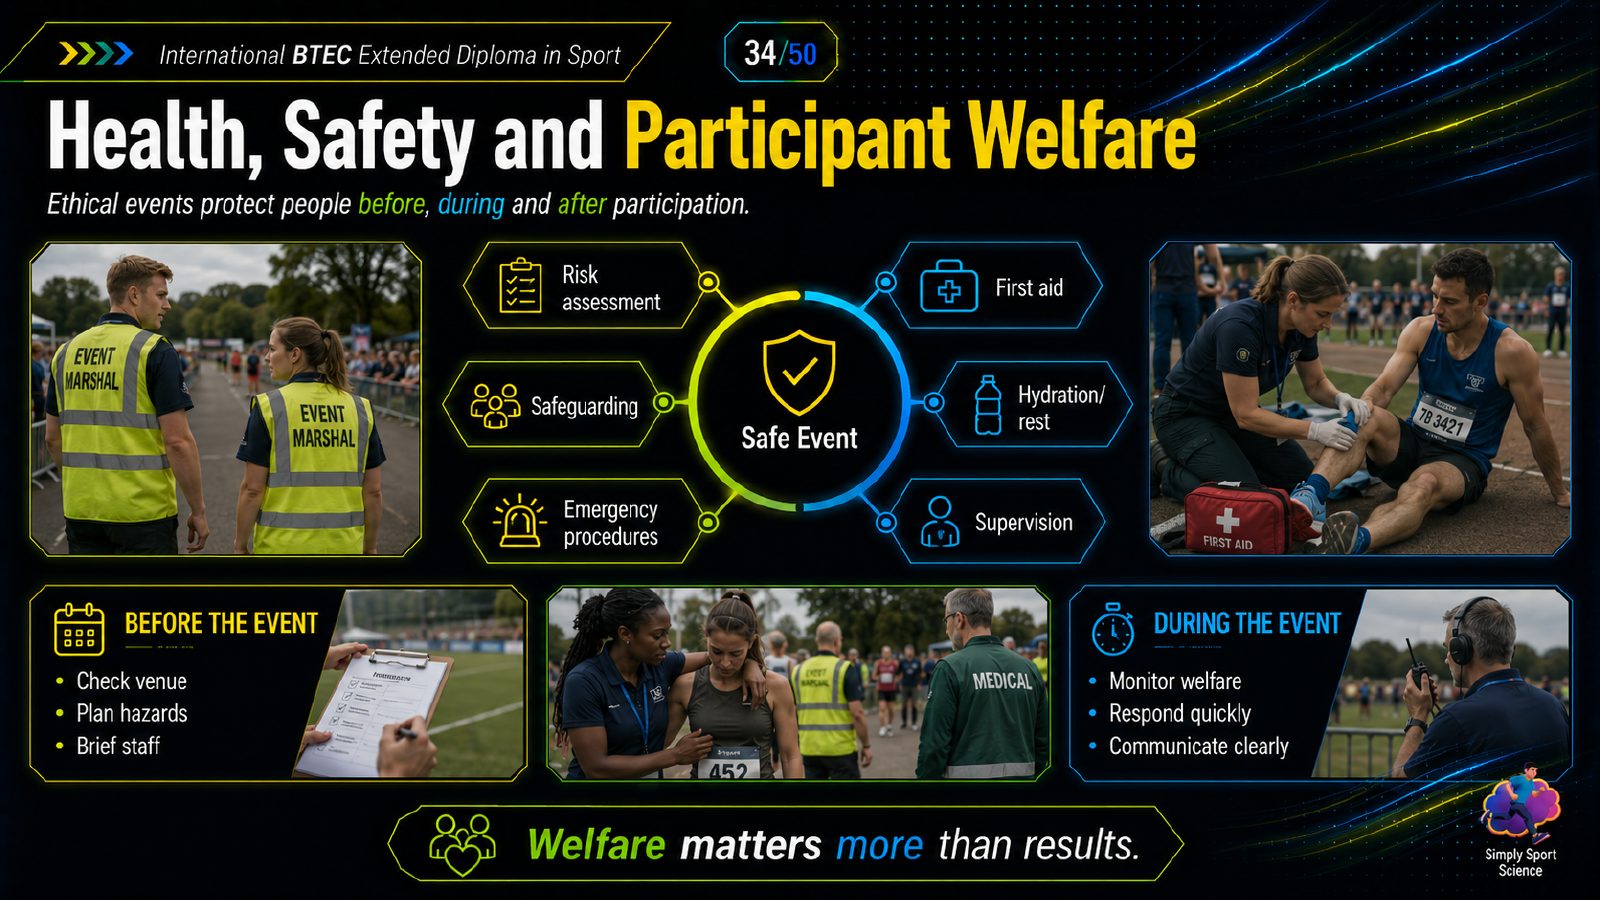 International BTEC Extended Diploma in Sport
34/50
Health, Safety and Participant Welfare
Ethical events protect people before, during and after participation.
EVENT
MARSHAL
EVENT
MARSHAL
Risk
assessment
Safeguarding
Emergency
procedures
Safe Event
First aid
Hydration/
rest
Supervision
7B 3421
FIRST AID
BEFORE THE EVENT
• Check venue
• Plan hazards
• Brief staff
452
EVENT
MARSHAL
MEDICAL
DURING THE EVENT
• Monitor welfare
• Respond quickly
• Communicate clearly
Welfare matters more than results.
Simply Sport
Science